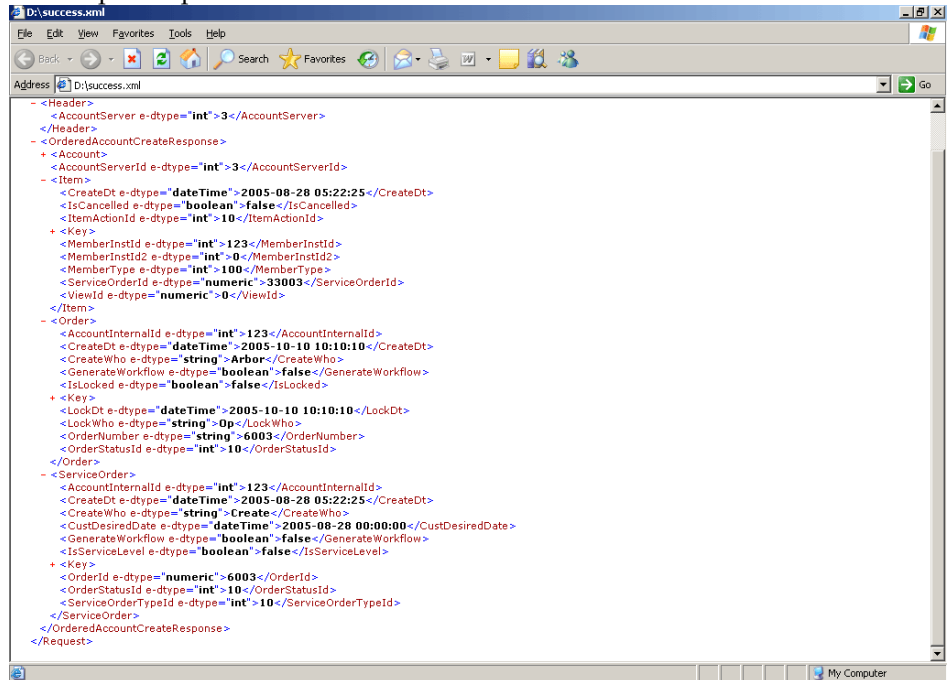 D:\success.xml
File Edit View Favorites Tools Help
Back Search Favorites
Address D:\success.xml Go
- <Header>
<AccountServer e-dtype="int">3</AccountServer>
</Header>
- <OrderedAccountCreateResponse>
+ <Account>
<AccountServerId e-dtype="int">3</AccountServerId>
- <Item>
<CreateDt e-dtype="dateTime">2005-08-28 05:22:25</CreateDt>
<IsCancelled e-dtype="boolean">false</IsCancelled>
<ItemActionId e-dtype="int">10</ItemActionId>
+ <Key>
<MemberInstId e-dtype="int">123</MemberInstId>
<MemberInstId2 e-dtype="int">0</MemberInstId2>
<MemberType e-dtype="int">100</MemberType>
<ServiceOrderId e-dtype="numeric">33003</ServiceOrderId>
<ViewId e-dtype="numeric">0</ViewId>
</Item>
- <Order>
<AccountInternalId e-dtype="int">123</AccountInternalId>
<CreateDt e-dtype="dateTime">2005-10-10 10:10:10</CreateDt>
<CreateWho e-dtype="string">Arbor</CreateWho>
<GenerateWorkflow e-dtype="boolean">false</GenerateWorkflow>
<IsLocked e-dtype="boolean">false</IsLocked>
+ <Key>
<LockDt e-dtype="dateTime">2005-10-10 10:10:10</LockDt>
<LockWho e-dtype="string">Op</LockWho>
<OrderNumber e-dtype="string">6003</OrderNumber>
<OrderStatusId e-dtype="int">10</OrderStatusId>
</Order>
- <ServiceOrder>
<AccountInternalId e-dtype="int">123</AccountInternalId>
<CreateDt e-dtype="dateTime">2005-08-28 05:22:25</CreateDt>
<CreateWho e-dtype="string">Create</CreateWho>
<CustDesiredDate e-dtype="dateTime">2005-08-28 00:00:00</CustDesiredDate>
<GenerateWorkflow e-dtype="boolean">false</GenerateWorkflow>
<IsServiceLevel e-dtype="boolean">false</IsServiceLevel>
+ <Key>
<OrderId e-dtype="numeric">6003</OrderId>
<OrderStatusId e-dtype="int">10</OrderStatusId>
<ServiceOrderTypeId e-dtype="int">10</ServiceOrderTypeId>
</ServiceOrder>
</OrderedAccountCreateResponse>
</Request>
My Computer